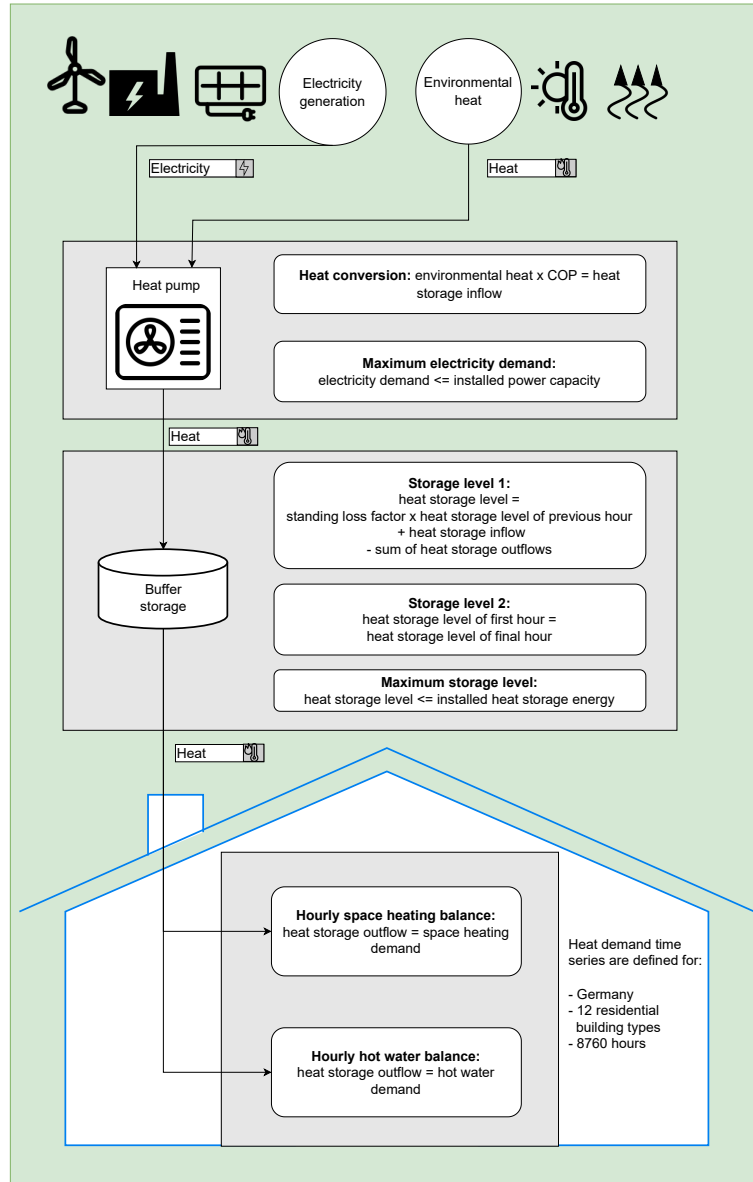 Electricity
generation
Environmental
heat
Electricity
Heat
Heat pump
Heat conversion: environmental heat x COP = heat
storage inflow
Maximum electricity demand:
electricity demand <= installed power capacity
Heat
Storage level 1:
heat storage level =
standing loss factor x heat storage level of previous hour
+ heat storage inflow
- sum of heat storage outflows
Buffer
storage
Storage level 2:
heat storage level of first hour =
heat storage level of final hour
Maximum storage level:
heat storage level <= installed heat storage energy
Heat
Hourly space heating balance:
heat storage outflow = space heating
demand
Heat demand time
series are defined for:
- Germany
- 12 residential
building types
- 8760 hours
Hourly hot water balance:
heat storage outflow = hot water
demand